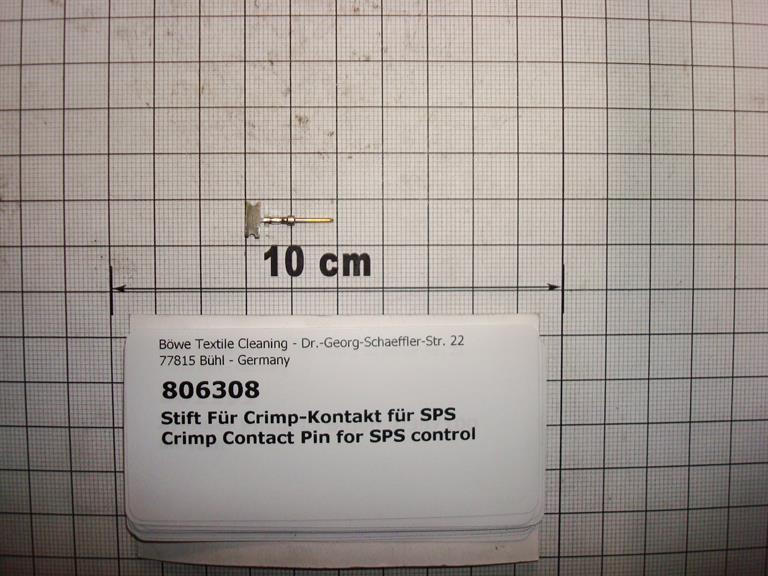 10 cm
Böwe Textile Cleaning - Dr.-Georg-Schaeffler-Str. 22
77815 Bühl - Germany
806308
Stift Für Crimp-Kontakt für SPS
Crimp Contact Pin for SPS control